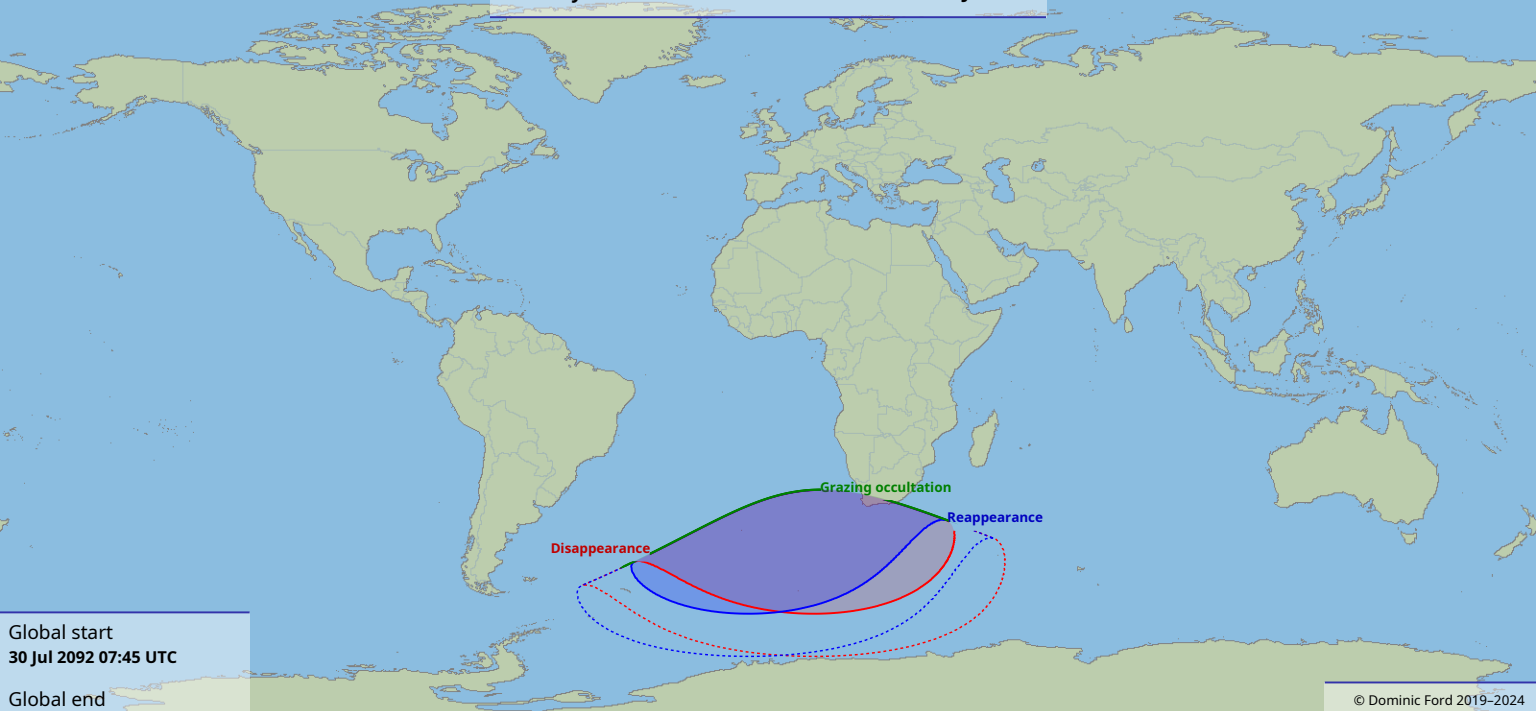 Grazing occultation
Reappearance
Disappearance
Global start
30 Jul 2092 07:45 UTC
Global end
© Dominic Ford 2019–2024